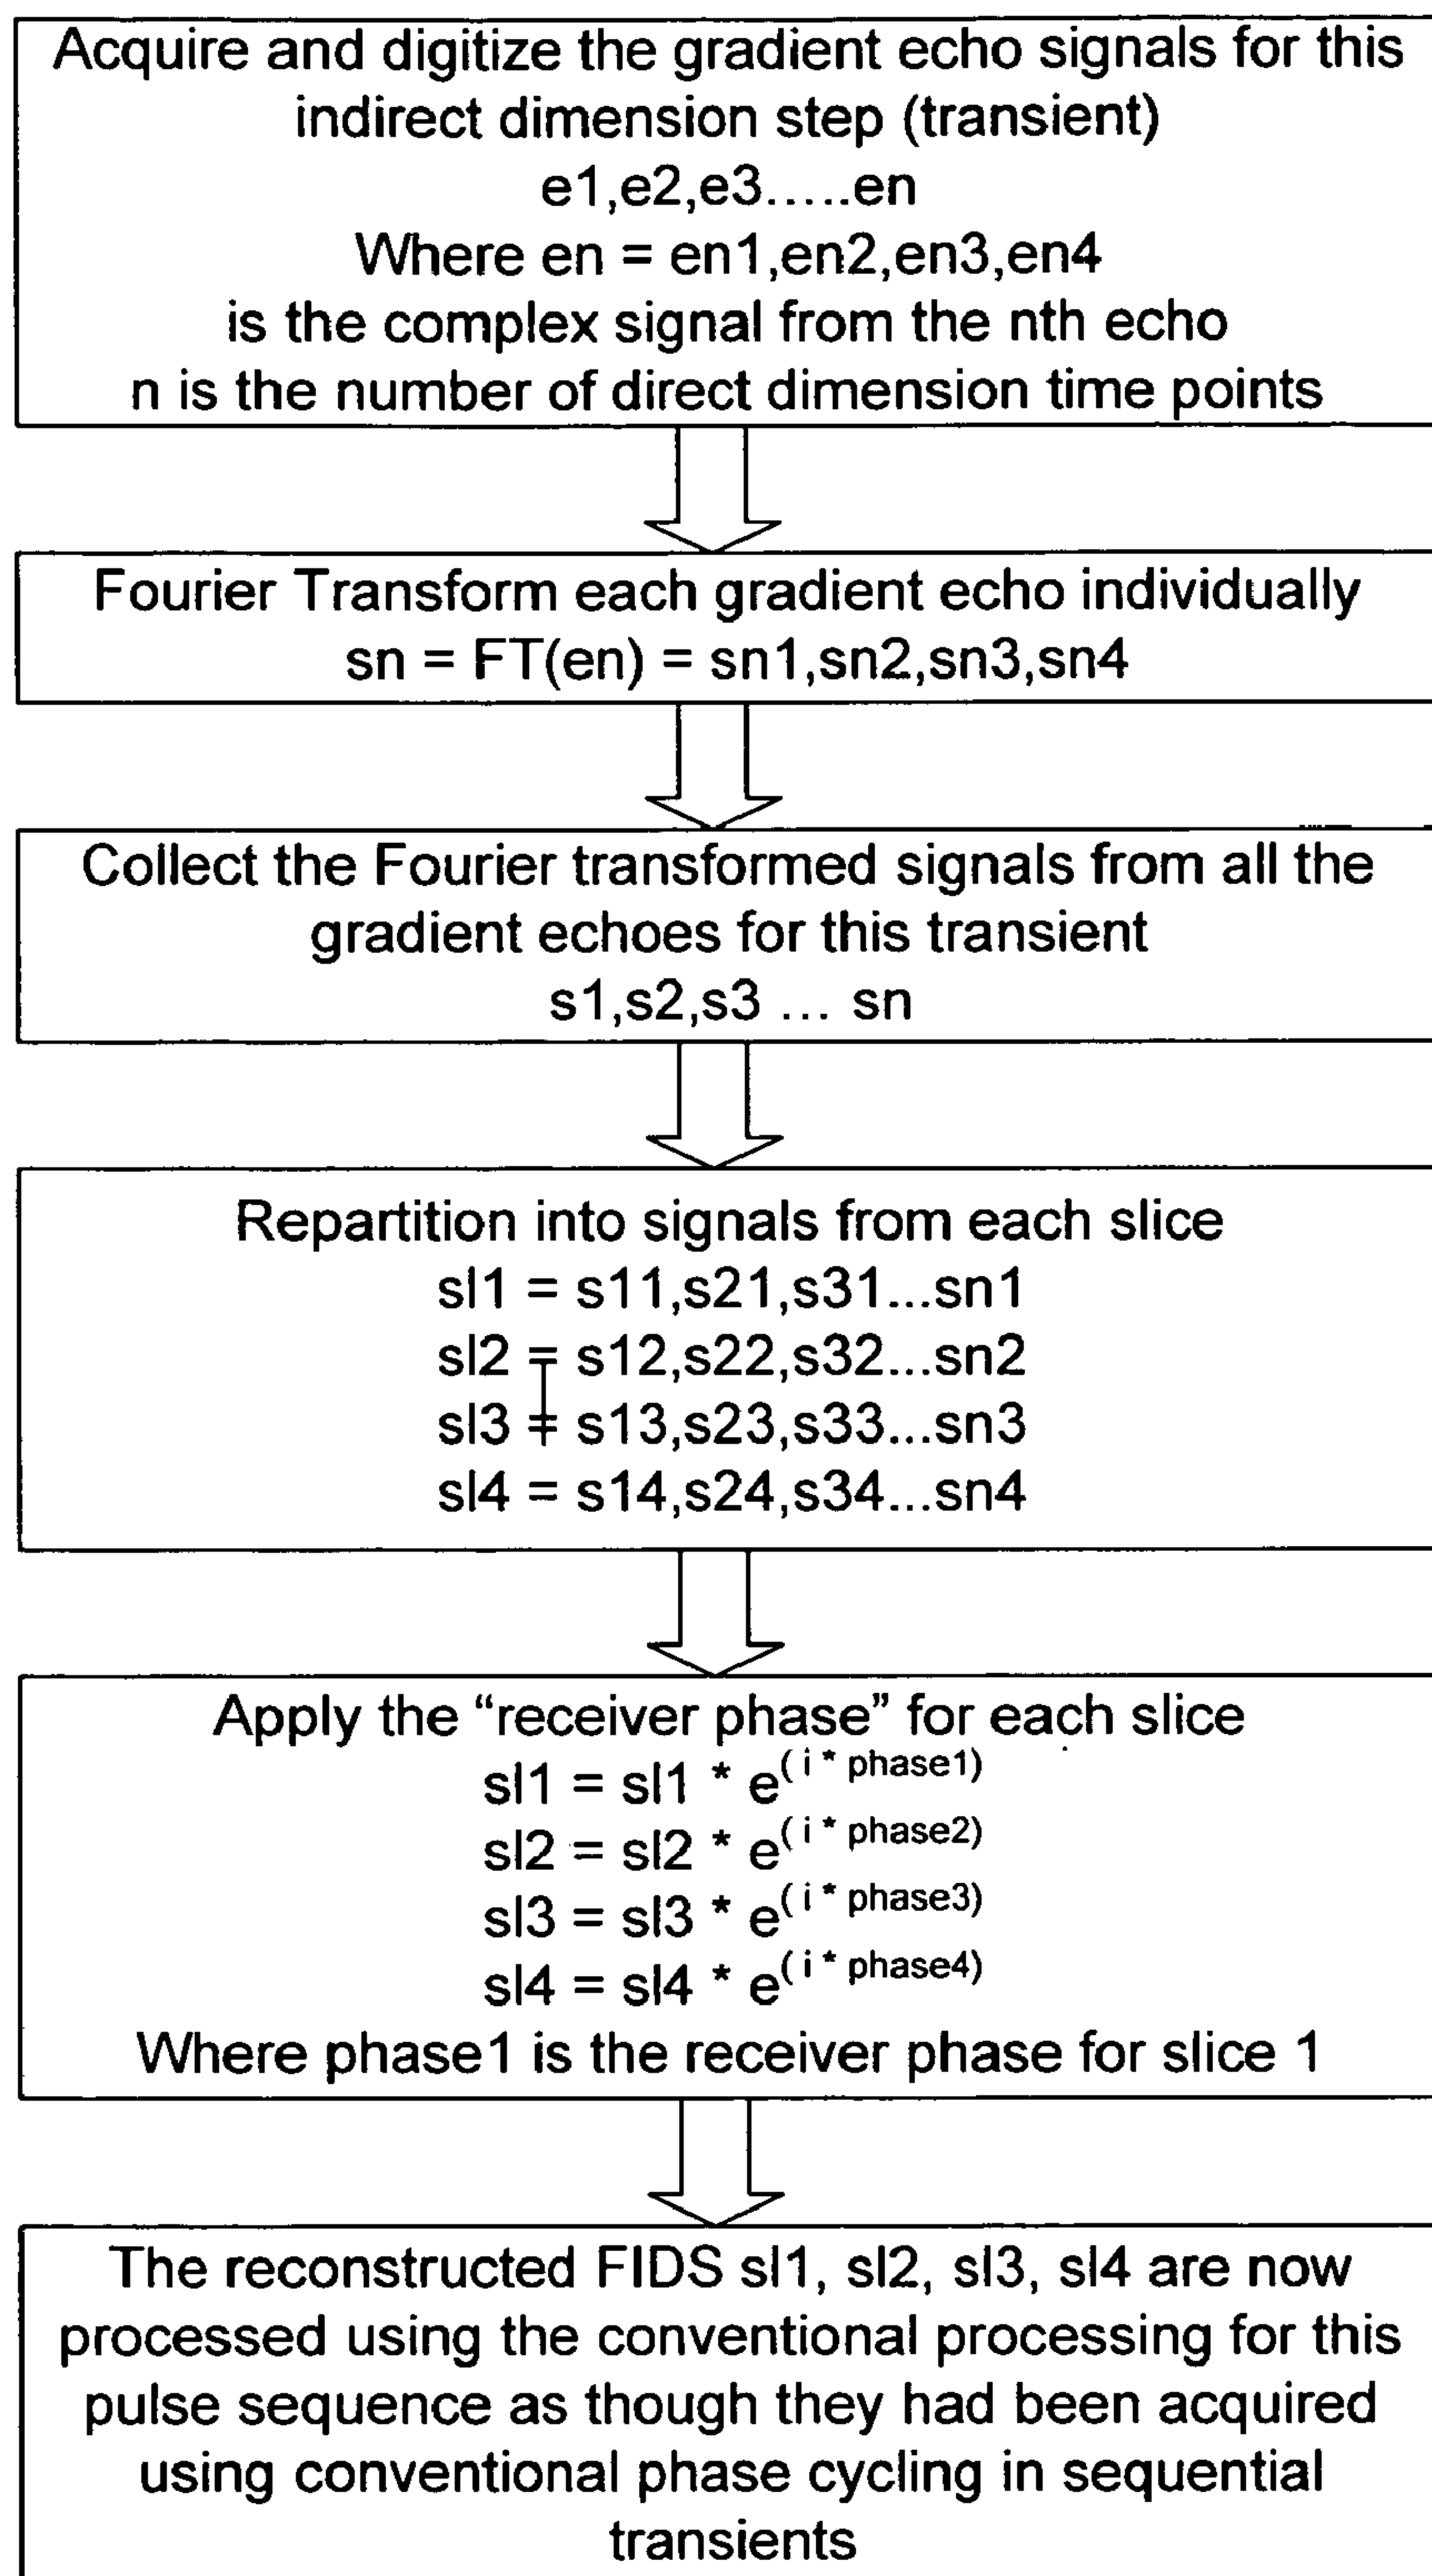 Acquire and digitize the gradient echo signals for this
indirect dimension step (transient)
e1,e2,e3.....en
Where en = en1,en2,en3,en4
is the complex signal from the nth echo
n is the number of direct dimension time points
Fourier Transform each gradient echo individually
sn = FT(en) = sn1,sn2,sn3,sn4
Collect the Fourier transformed signals from all the
gradient echoes for this transient
s1,s2,s3 ... sn
Repartition into signals from each slice
sl1 = s11,s21,s31...sn1
sl2 = s12,s22,s32...sn2
sl3 = s13,s23,s33...sn3
sl4 = s14,s24,s34...sn4
Apply the “receiver phase” for each slice
sl1 = sl1 * e^( i * phase1)
sl2 = sl2 * e^( i * phase2)
sl3 = sl3 * e^( i * phase3)
sl4 = sl4 * e^( i * phase4)
Where phase1 is the receiver phase for slice 1
The reconstructed FIDS sl1, sl2, sl3, sl4 are now
processed using the conventional processing for this
pulse sequence as though they had been acquired
using conventional phase cycling in sequential
transients